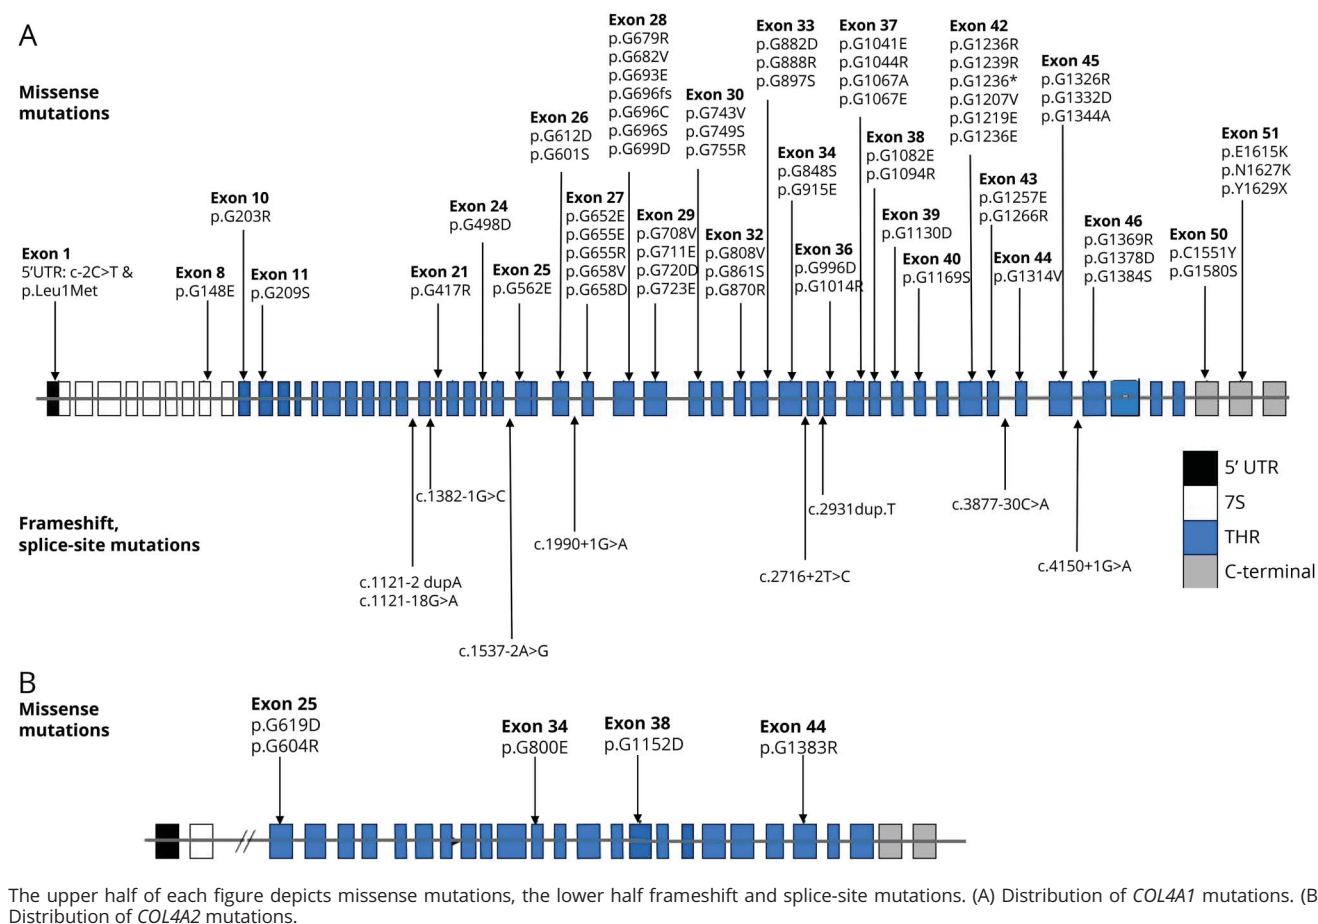 A
Missense
mutations
Exon 1
5'UTR: c-2C>T &
p.Leu1Met
Exon 8
p.G148E
Exon 10
p.G203R
Exon 11
p.G209S
Exon 21
p.G417R
Exon 24
p.G498D
Exon 25
p.G562E
Exon 26
p.G612D
p.G601S
Exon 27
p.G652E
p.G655E
p.G655R
p.G658V
p.G658D
Exon 28
p.G679R
p.G682V
p.G693E
p.G696fs
p.G696C
p.G696S
p.G699D
Exon 29
p.G708V
p.G711E
p.G720D
p.G723E
Exon 30
p.G743V
p.G749S
p.G755R
Exon 32
p.G808V
p.G861S
p.G870R
Exon 33
p.G882D
p.G888R
p.G897S
Exon 34
p.G848S
p.G915E
Exon 36
p.G996D
p.G1014R
Exon 37
p.G1041E
p.G1044R
p.G1067A
p.G1067E
Exon 38
p.G1082E
p.G1094R
Exon 39
p.G1130D
Exon 40
p.G1169S
Exon 42
p.G1236R
p.G1239R
p.G1236*
p.G1207V
p.G1219E
p.G1236E
Exon 43
p.G1257E
p.G1266R
Exon 44
p.G1314V
Exon 45
p.G1326R
p.G1332D
p.G1344A
Exon 46
p.G1369R
p.G1378D
p.G1384S
Exon 50
p.C1551Y
p.G1580S
Exon 51
p.E1615K
p.N1627K
p.Y1629X
Frameshift,
splice-site mutations
c.1121-2 dupA
c.1121-18G>A
c.1382-1G>C
c.1537-2A>G
c.1990+1G>A
c.2716+2T>C
c.2931dup.T
c.3877-30C>A
c.4150+1G>A
5' UTR
7S
THR
C-terminal
B
Missense
mutations
Exon 25
p.G619D
p.G604R
Exon 34
p.G800E
Exon 38
p.G1152D
Exon 44
p.G1383R
The upper half of each figure depicts missense mutations, the lower half frameshift and splice-site mutations. (A) Distribution of COL4A1 mutations. (B
Distribution of COL4A2 mutations.